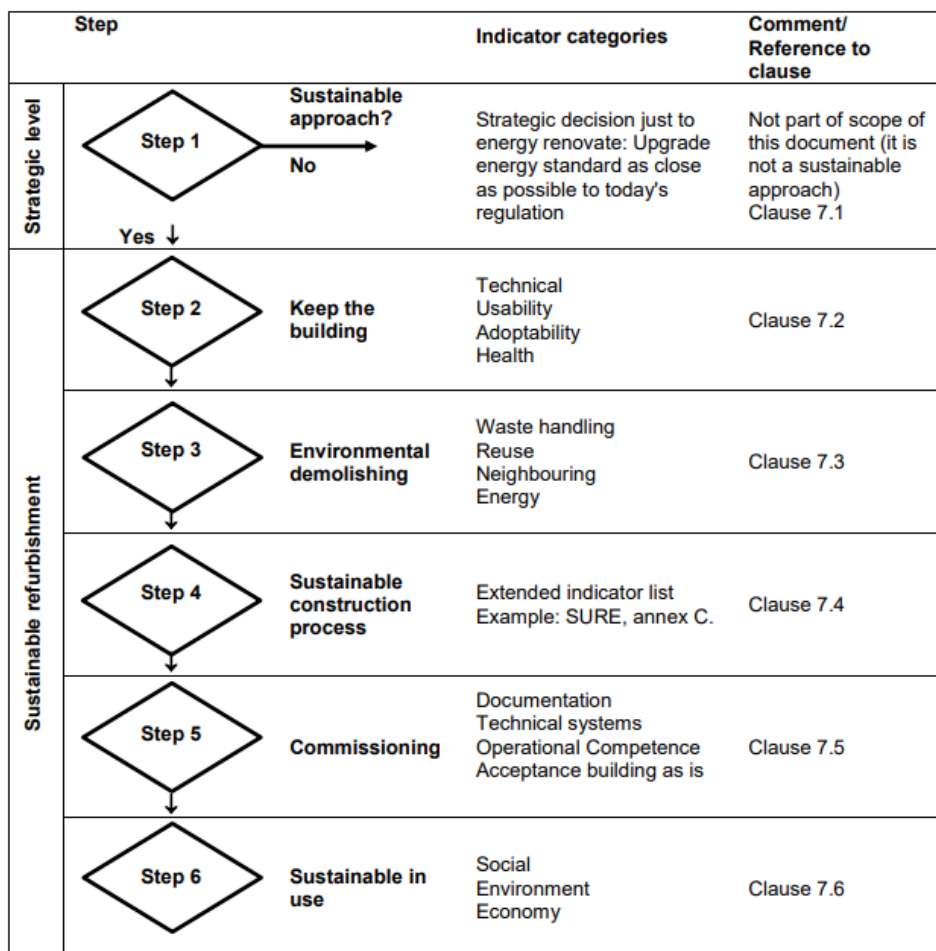 Step
Indicator categories
Comment/
Reference to
clause
Strategic level
Step 1
Sustainable
approach?
No
Yes
Strategic decision just to
energy renovate: Upgrade
energy standard as close
as possible to today's
regulation
Not part of scope of
this document (it is
not a sustainable
approach)
Clause 7.1
Sustainable refurbishment
Step 2
Keep the
building
Technical
Usability
Adoptability
Health
Clause 7.2
Step 3
Environmental
demolishing
Waste handling
Reuse
Neighbouring
Energy
Clause 7.3
Step 4
Sustainable
construction
process
Extended indicator list
Example: SURE, annex C.
Clause 7.4
Step 5
Commissioning
Documentation
Technical systems
Operational Competence
Acceptance building as is
Clause 7.5
Step 6
Sustainable in
use
Social
Environment
Economy
Clause 7.6